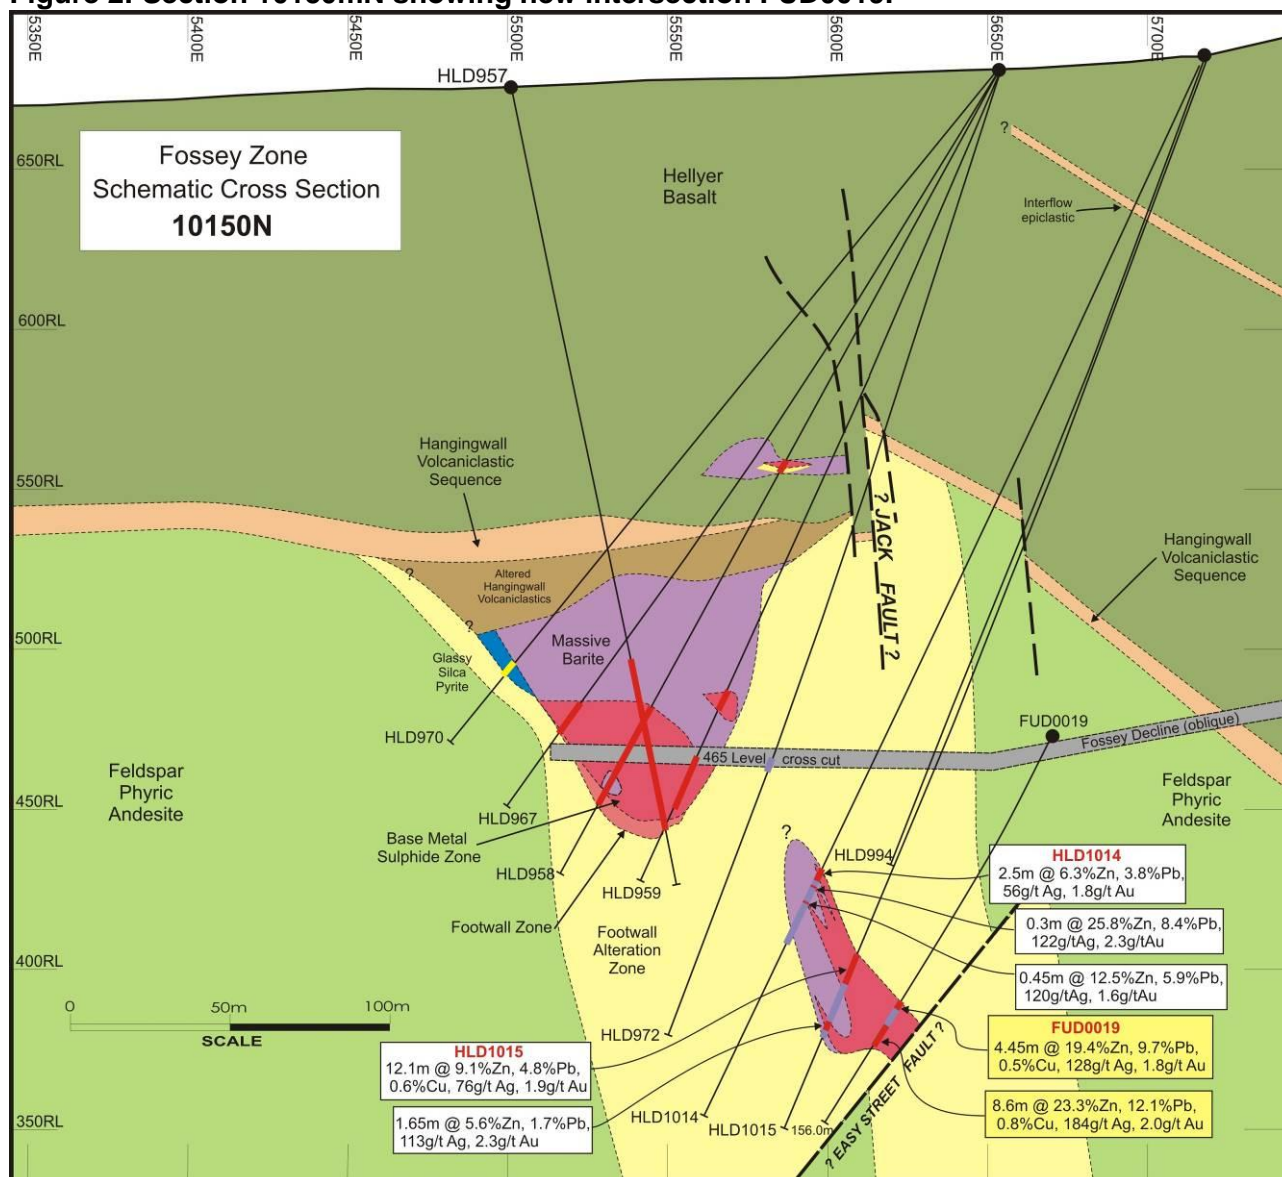 Figure 2: Section 10150mN showing new intersection FUD0019.
5350E
5400E
5450E
5500E
5550E
5600E
5650E
5700E
HLD957
Fossey Zone
Schematic Cross Section
10150N
650RL
600RL
550RL
500RL
450RL
400RL
350RL
Hellyer
Basalt
?
Interflow
epiclastic
Hangingwall
Volcaniclastic
Sequence
? JACK FAULT ?
Hangingwall
Volcaniclastic
Sequence
?
Altered
Hangingwall
Volcaniclastics
?
Glassy
Silca
Pyrite
Massive
Barite
HLD970
FUD0019
Fossey Decline (oblique)
465 Level cross cut
Feldspar
Phyric
Andesite
Feldspar
Phyric
Andesite
HLD967
Base Metal
Sulphide Zone
HLD958
HLD959
?
HLD994
Footwall Zone
Footwall
Alteration
Zone
HLD1014
2.5m @ 6.3%Zn, 3.8%Pb,
56g/t Ag, 1.8g/t Au
0.3m @ 25.8%Zn, 8.4%Pb,
122g/tAg, 2.3g/tAu
0.45m @ 12.5%Zn, 5.9%Pb,
120g/tAg, 1.6g/tAu
FUD0019
4.45m @ 19.4%Zn, 9.7%Pb,
0.5%Cu, 128g/t Ag, 1.8g/t Au
8.6m @ 23.3%Zn, 12.1%Pb,
0.8%Cu, 184g/t Ag, 2.0g/t Au
0 50m 100m
SCALE
HLD972
HLD1015
12.1m @ 9.1%Zn, 4.8%Pb,
0.6%Cu, 76g/t Ag, 1.9g/t Au
1.65m @ 5.6%Zn, 1.7%Pb,
113g/t Ag, 2.3g/t Au
HLD1014
HLD1015
156.0m
? EASY STREET FAULT ?